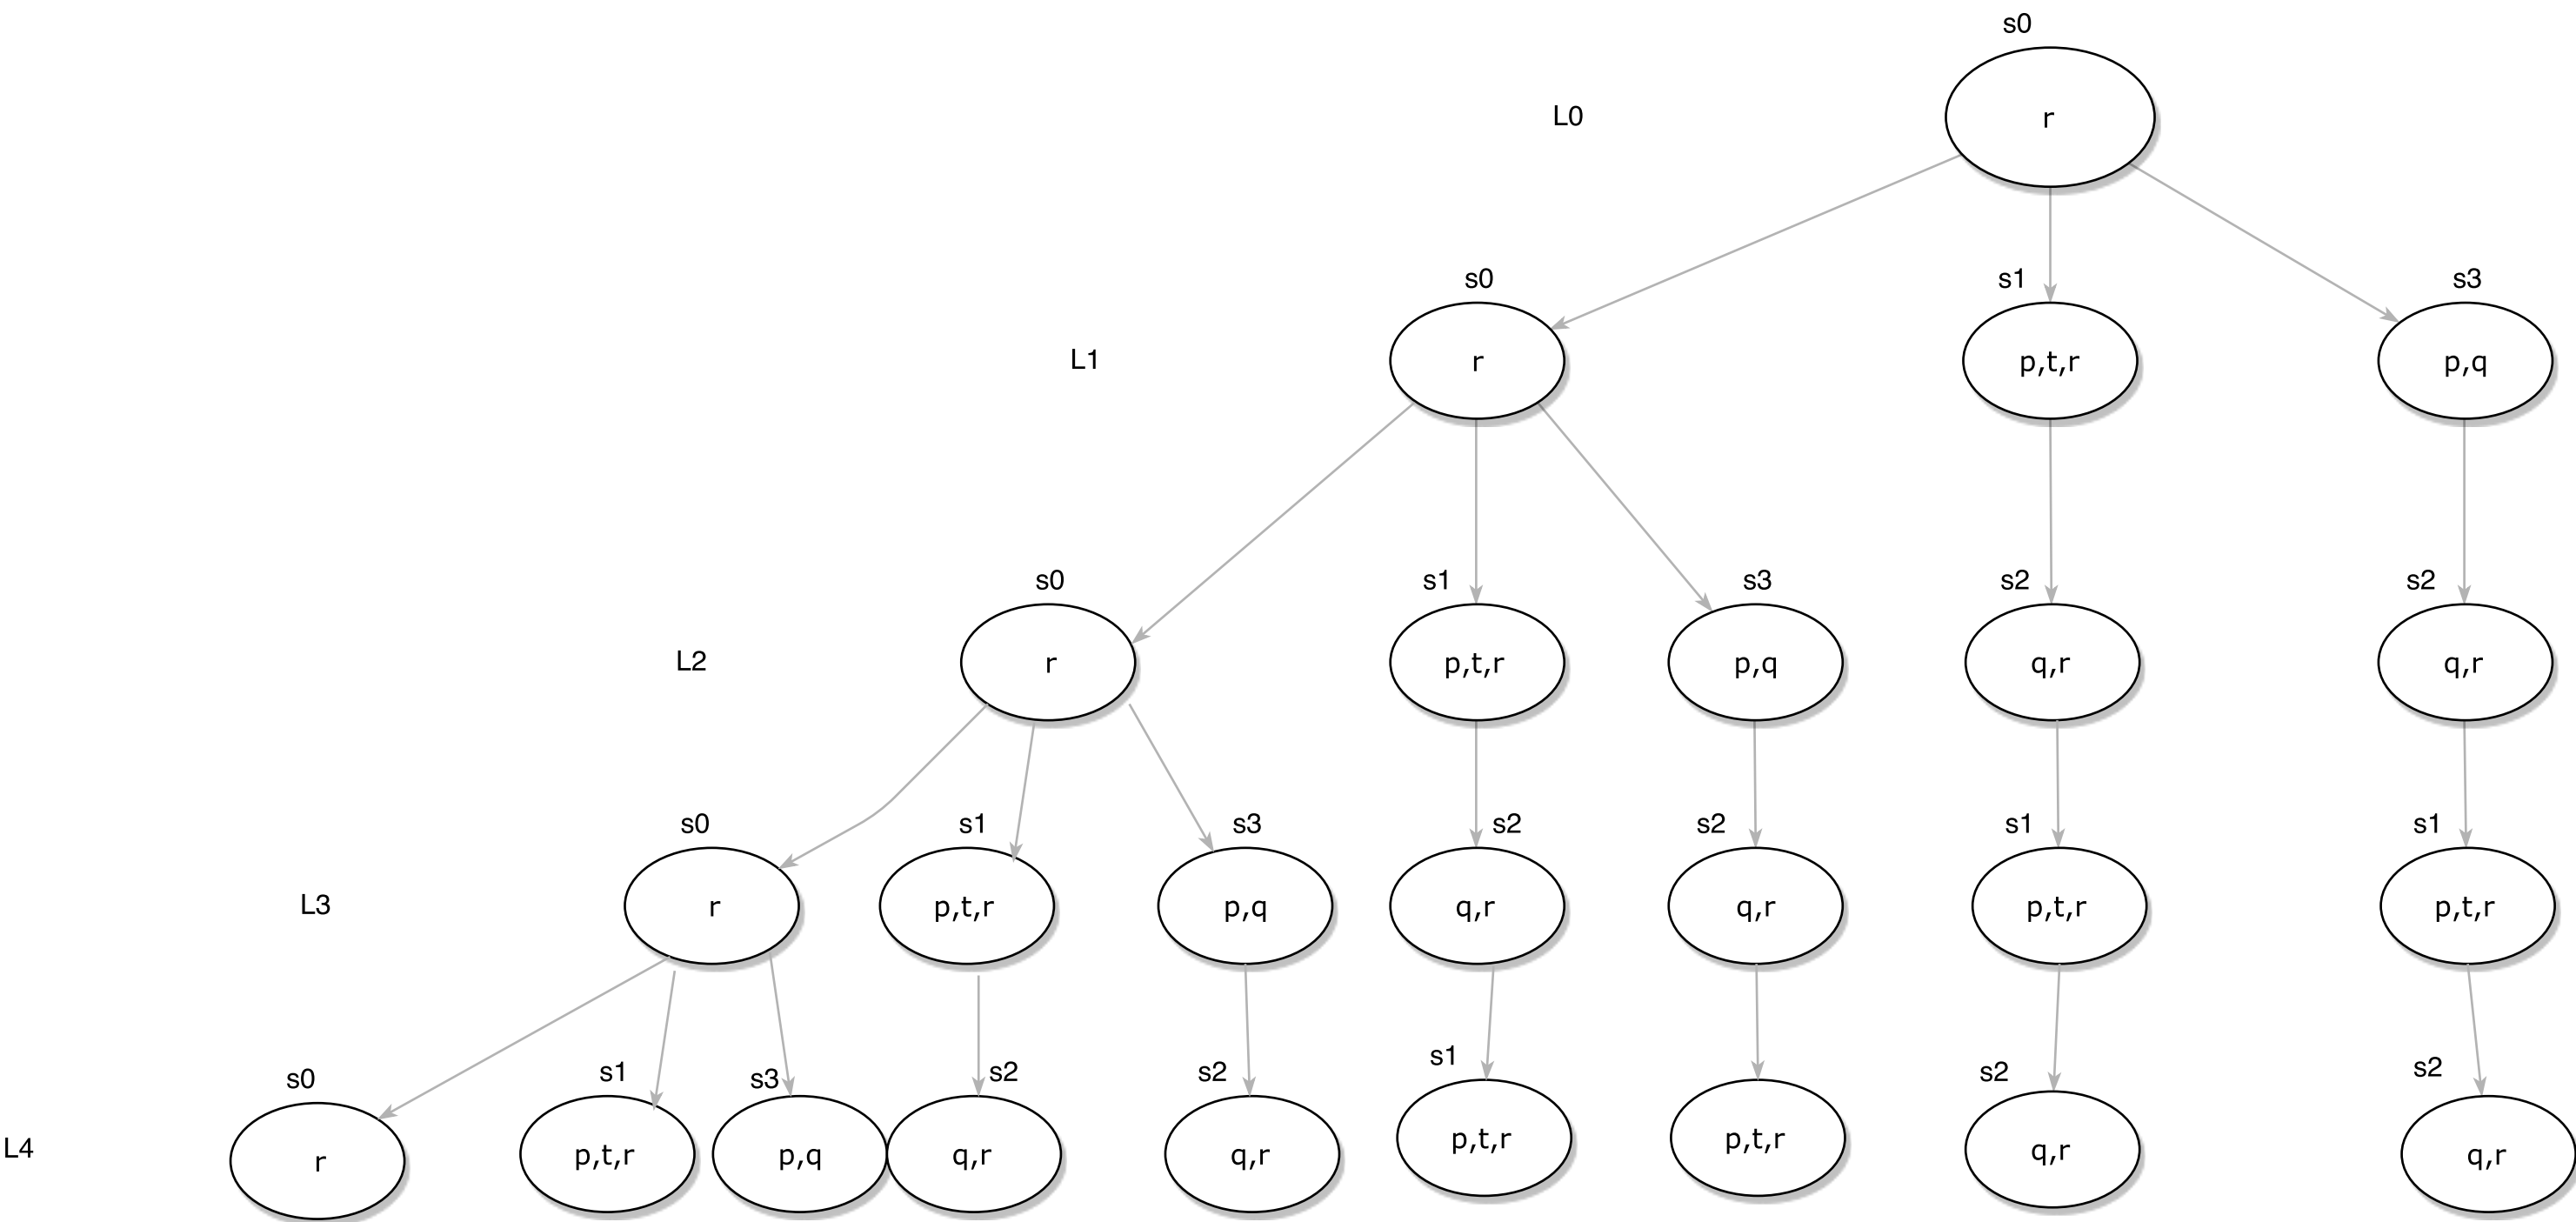 s0
L0
r
s0
s1
s3
L1
r
p,t,r
p,q
s0
s1
s3
s2
s2
L2
r
p,t,r
p,q
q,r
q,r
s0
s1
s3
s2
s2
s1
s1
L3
r
p,t,r
p,q
q,r
q,r
p,t,r
p,t,r
s0
s1
s3
s2
s2
s1
s2
s2
L4
r
p,t,r
p,q
q,r
q,r
p,t,r
p,t,r
q,r
q,r